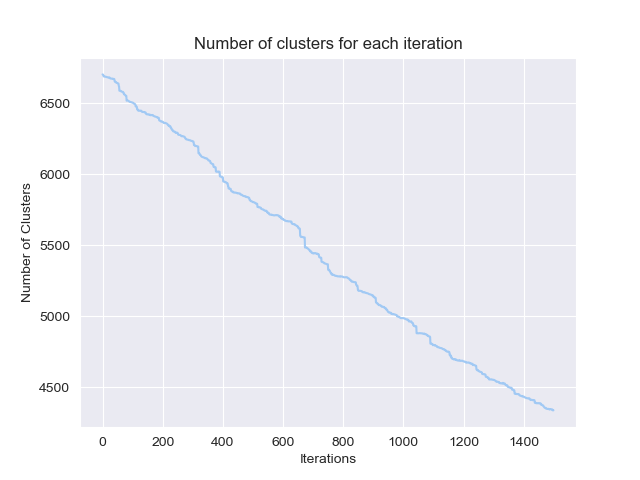 Number of clusters for each iteration
Number of Clusters
6500
6000
5500
5000
4500
0 200 400 600 800 1000 1200 1400
Iterations